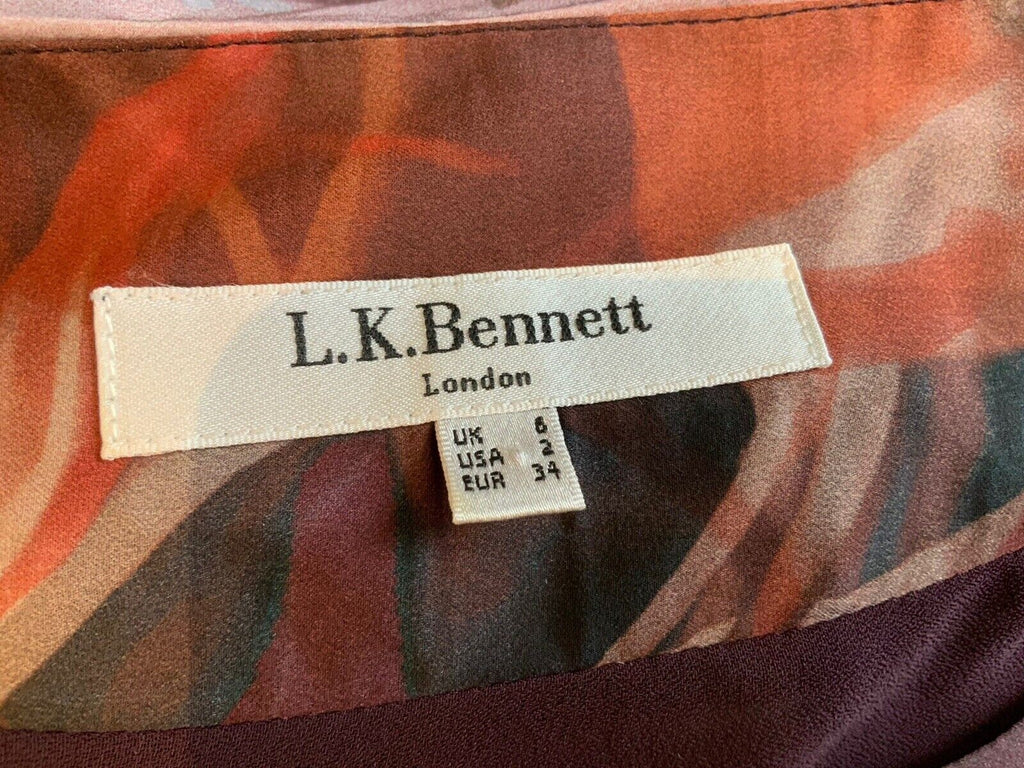 L.K.Bennett
London
UK 6
USA 2
EUR 34